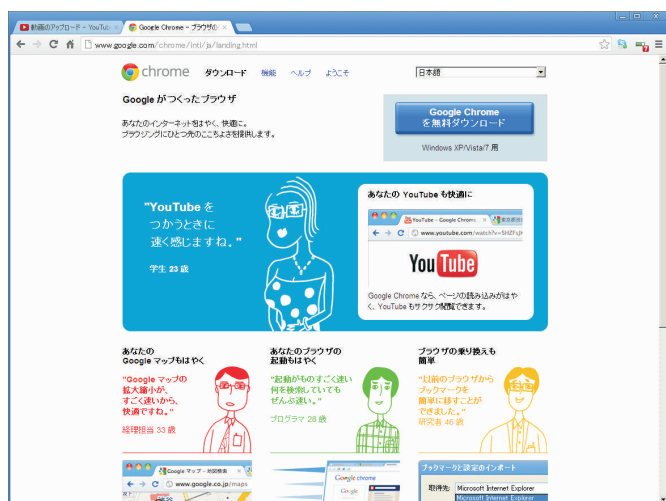 動画のアップロード - YouTub
Google Chrome - ブラウザの
www.google.com/chrome/intl/ja/landing.html
chrome ダウンロード 機能 ヘルプ ようこそ 日本語
Google がつくったブラウザ
あなたのインターネットをはやく、快適に。
ブラウジングにひとつ先のここちよさを提供します。
Google Chrome
を無料ダウンロード
Windows XP/Vista/7 用
"YouTube を
つかうときに
速く感じますね。"
学生 23 歳
あなたの YouTube も快適に
YouTube - Google Chrome
www.youtube.com/watch?v=
YouTube
Google Chrome なら、ページの読み込みがはや
く、YouTube もサクサク閲覧できます。
あなたの
Google マップもはやく
"Google マップの
拡大縮小が、
すごく速いから、
快適ですね。"
経理担当 33 歳
Google マップ - 地図検索
www.google.co.jp/maps
あなたのブラウザの
起動もはやく
"起動がものすごく速い
何を検索していても
ぜんぶ速い。"
プログラマ 28 歳
Google
ブラウザの乗り換えも
簡単
"以前のブラウザから
ブックマークを
簡単に移すことが
できました。"
研究者 46 歳
ブックマークと設定のインポート
取得先: Microsoft Internet Explorer
Microsoft Internet Explorer